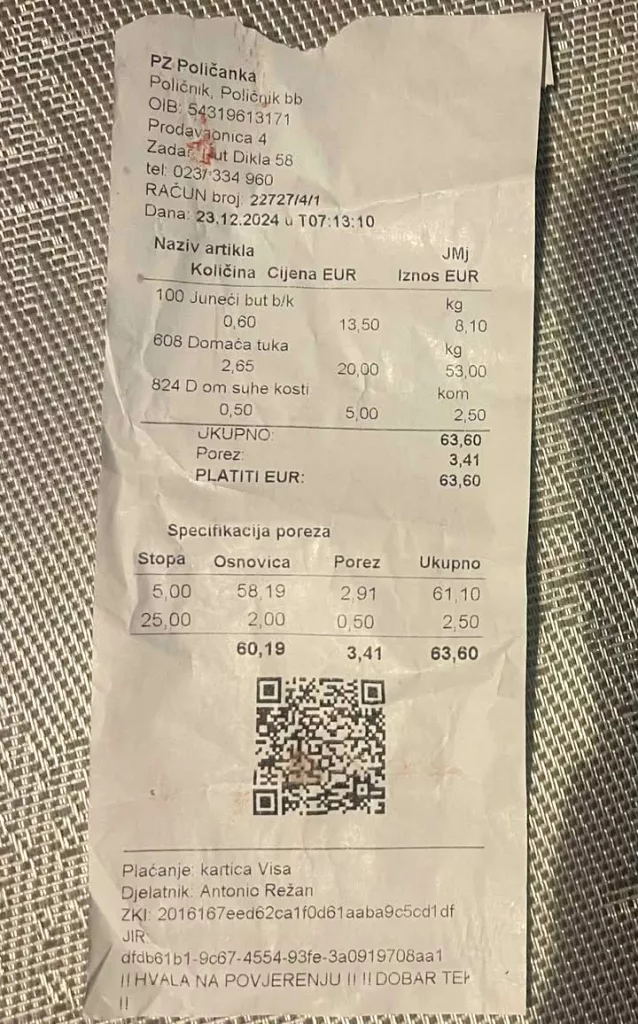 PZ Poličanka
Poličnik, Poličnik bb
OIB: 54319613171
Prodavaonica 4
Zadar, Put Dikla 58
tel: 023/ 334 960
RAČUN broj: 22727/4/1
Dana: 23.12.2024 u T07:13:10
Naziv artikla JMj
Količina Cijena EUR Iznos EUR
100 Juneći but b/k kg
0,60 13,50 8,10
608 Domaća tuka kg
2,65 20,00 53,00
824 D om suhe kosti kom
0,50 5,00 2,50
UKUPNO: 63,60
Porez: 3,41
PLATITI EUR: 63,60
Specifikacija poreza
Stopa Osnovica Porez Ukupno
5,00 58,19 2,91 61,10
25,00 2,00 0,50 2,50
60,19 3,41 63,60
Plaćanje: kartica Visa
Djelatnik: Antonio Režan
ZKI: 2016167eed62ca1f0d61aaba9c5cd1df
JIR:
dfdb61b1-9c67-4554-93fe-3a0919708aa1
!! HVALA NA POVJERENJU !! !! DOBAR TEK
!!